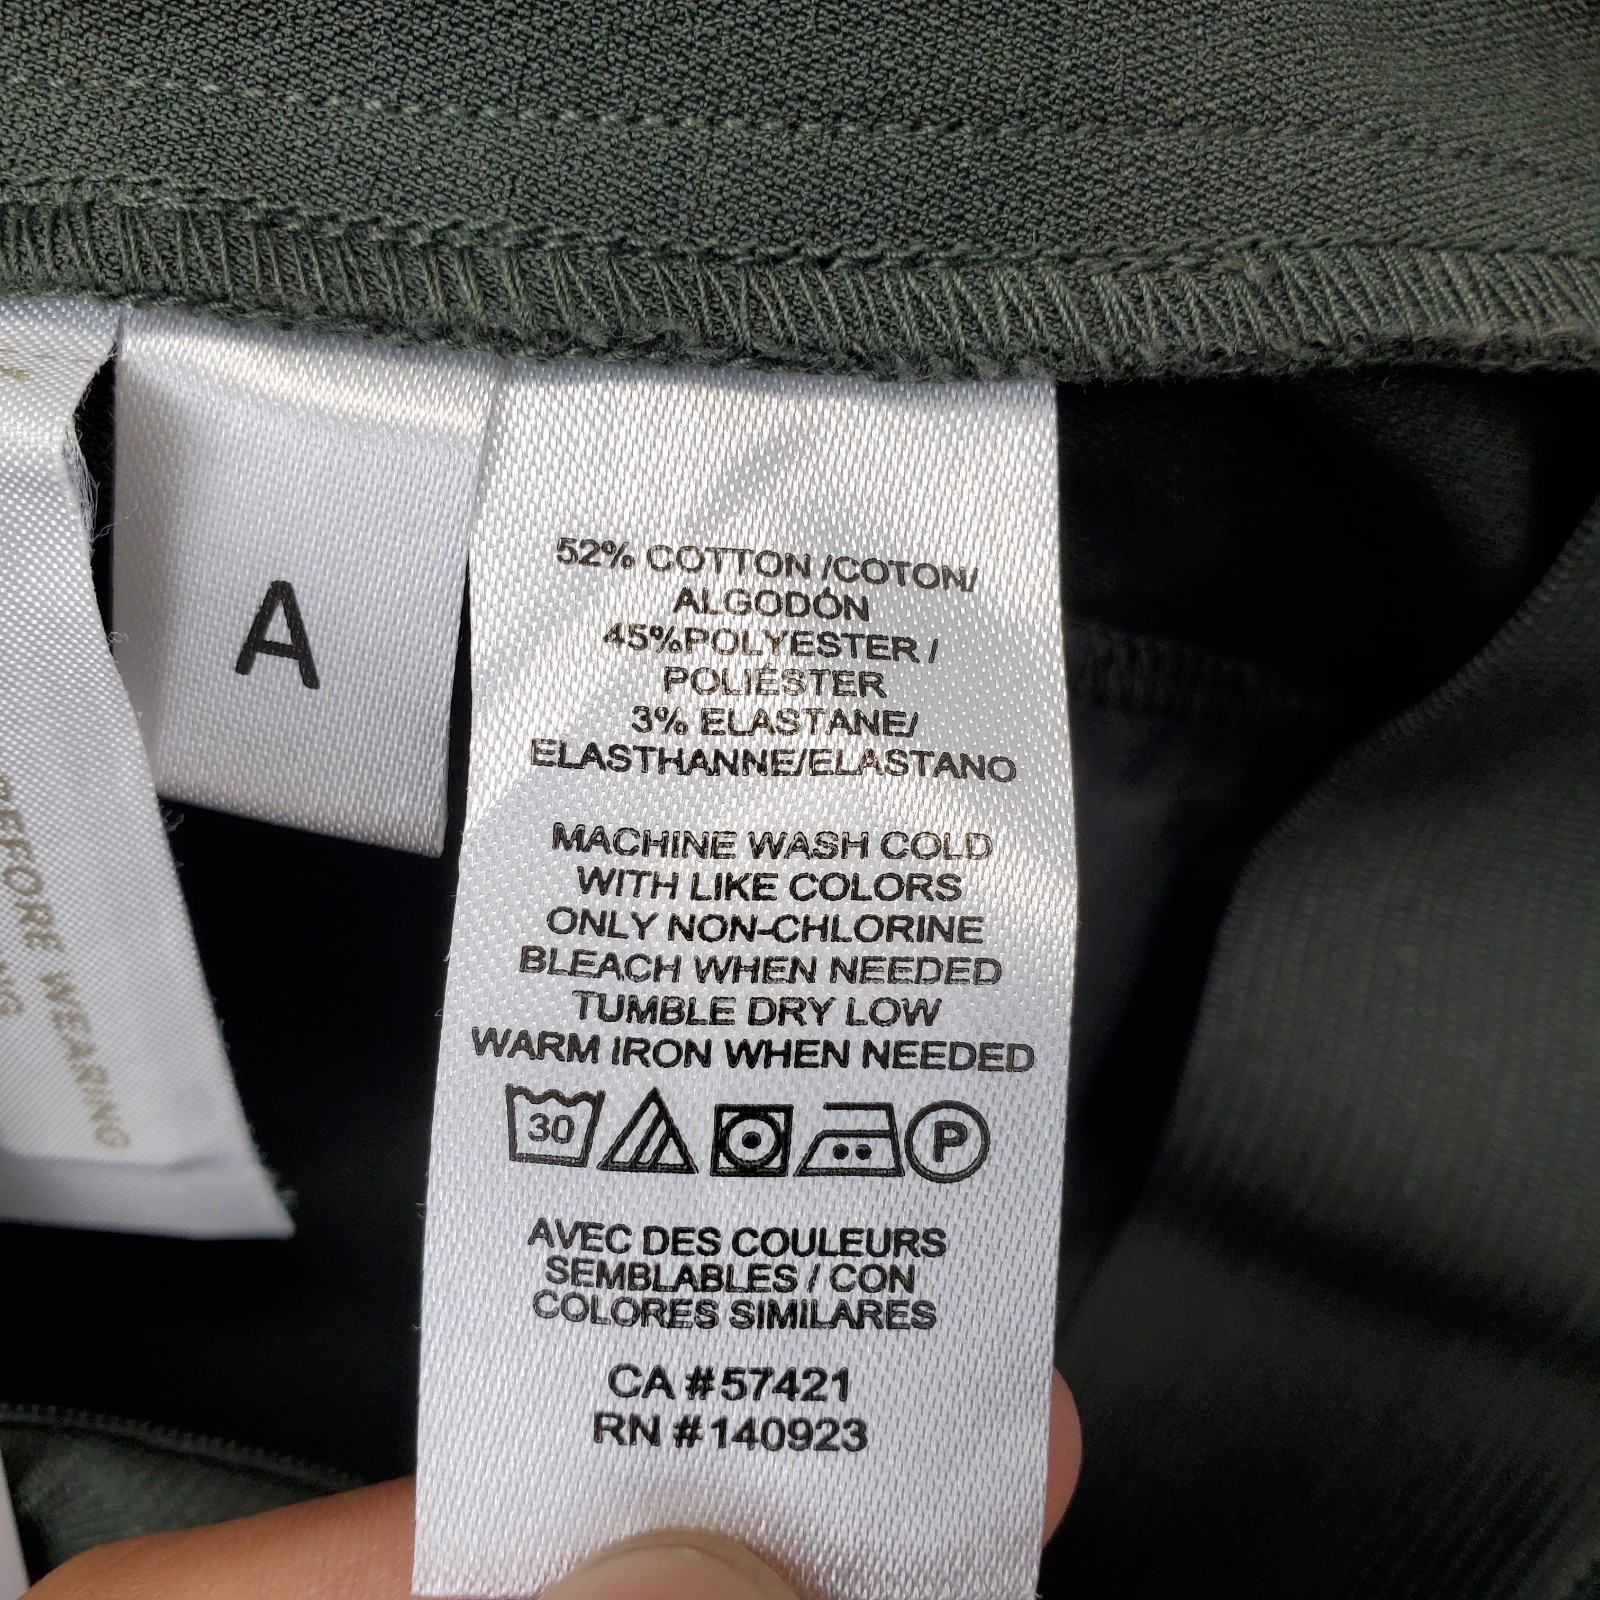 A
52% COTTON /COTON/
ALGODÓN
45%POLYESTER /
POLIÉSTER
3% ELASTANE/
ELASTHANNE/ELASTANO
MACHINE WASH COLD
WITH LIKE COLORS
ONLY NON-CHLORINE
BLEACH WHEN NEEDED
TUMBLE DRY LOW
WARM IRON WHEN NEEDED
30
P
AVEC DES COULEURS
SEMBLABLES / CON
COLORES SIMILARES
CA #57421
RN #140923
BEFORE WEARING